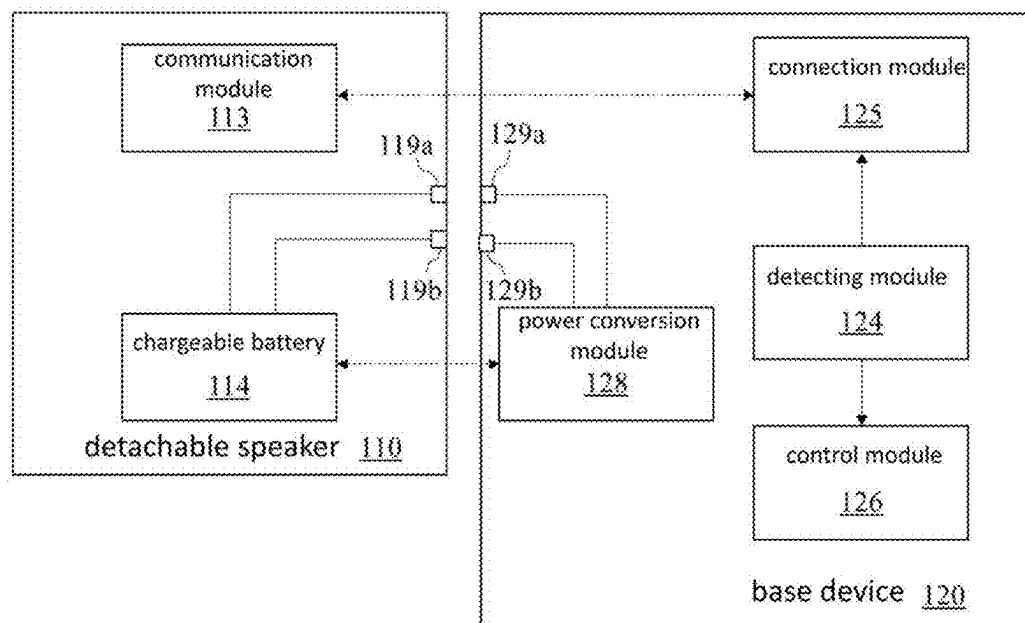 communication
module
113
connection module
125
119a
129a
119b
129b
detecting module
124
chargeable battery
114
power conversion
module
128
detachable speaker 110
control module
126
base device 120